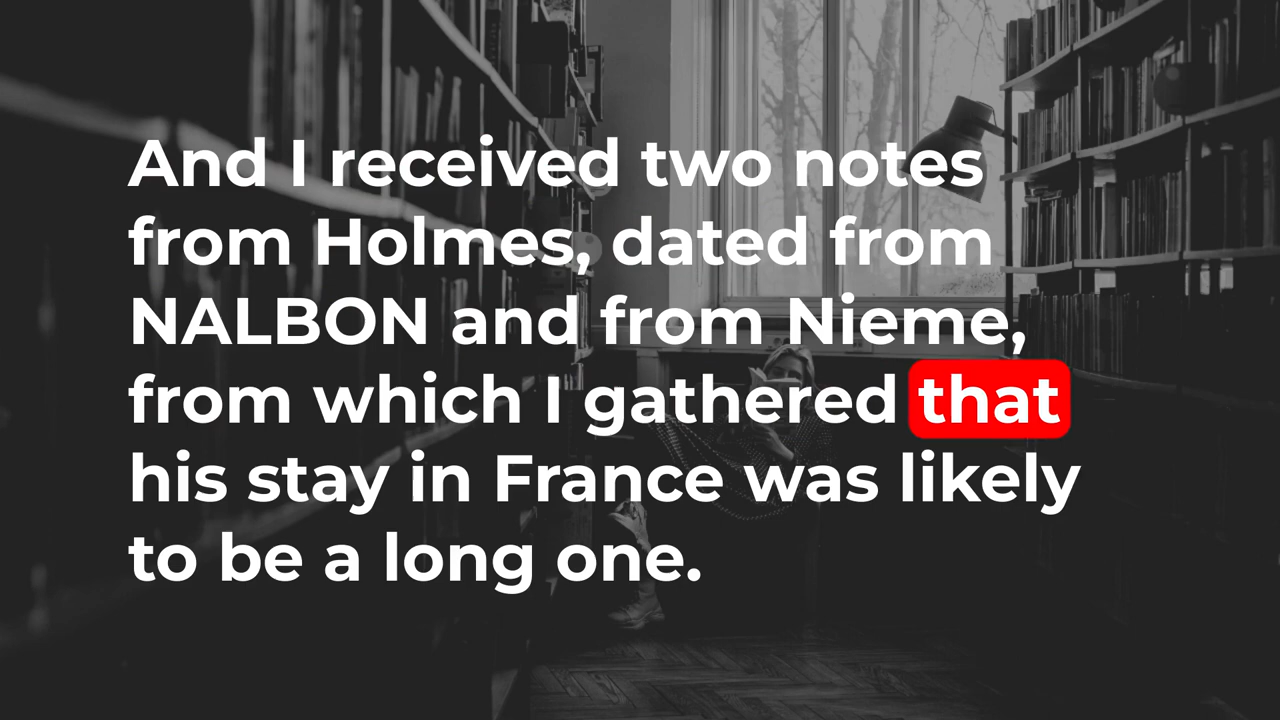 And I received two notes
from Holmes, dated from
NALBON and from Nieme,
from which I gathered that
his stay in France was likely
to be a long one.